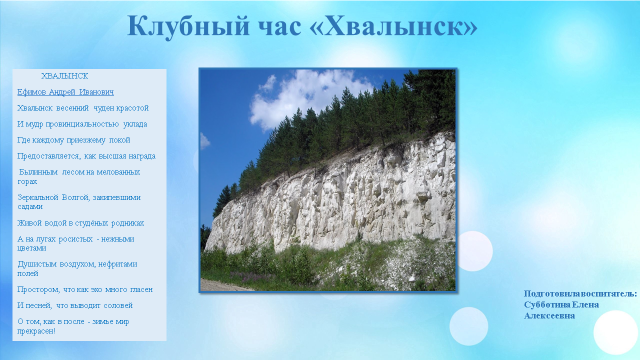 Клубный час «Хвалынск»
ХВАЛЫНСК
Ефимов Андрей Иванович
Хвалынск весенний чуден красотой
И мудр провинциальностью уклада
Где каждому приезжему покой
Предоставляется, как высшая награда
Былинным лесом на меловых
горах
Зеркальной Волгой, закипевшими
садами
Живой водой в студёных родниках
А на лугах росистых - нежными
цветами
Душистым воздухом, нефритами
полей
Простором, что как эхо много гласен
И песней, что выводит соловей
О том, как в после - зимье мир
прекрасен!
Подготовила воспитатель:
Субботина Елена
Алексеевна